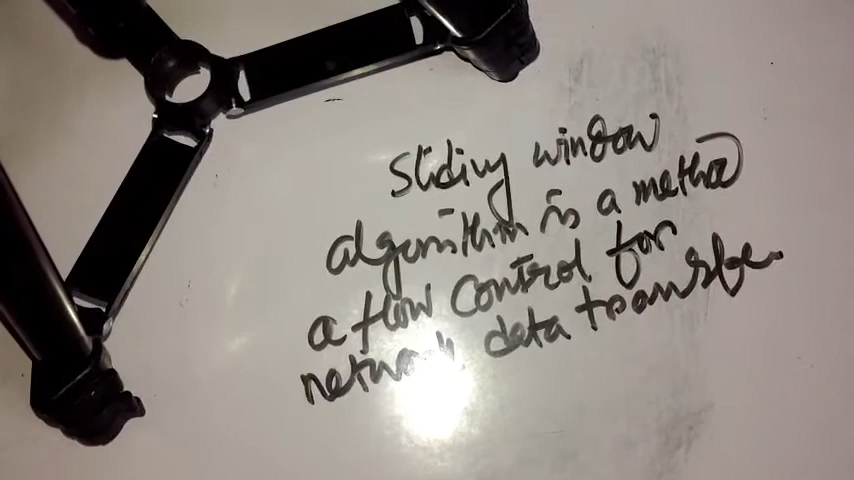 Sliding window
algorithm is a method
a flow control for
network data transfer.